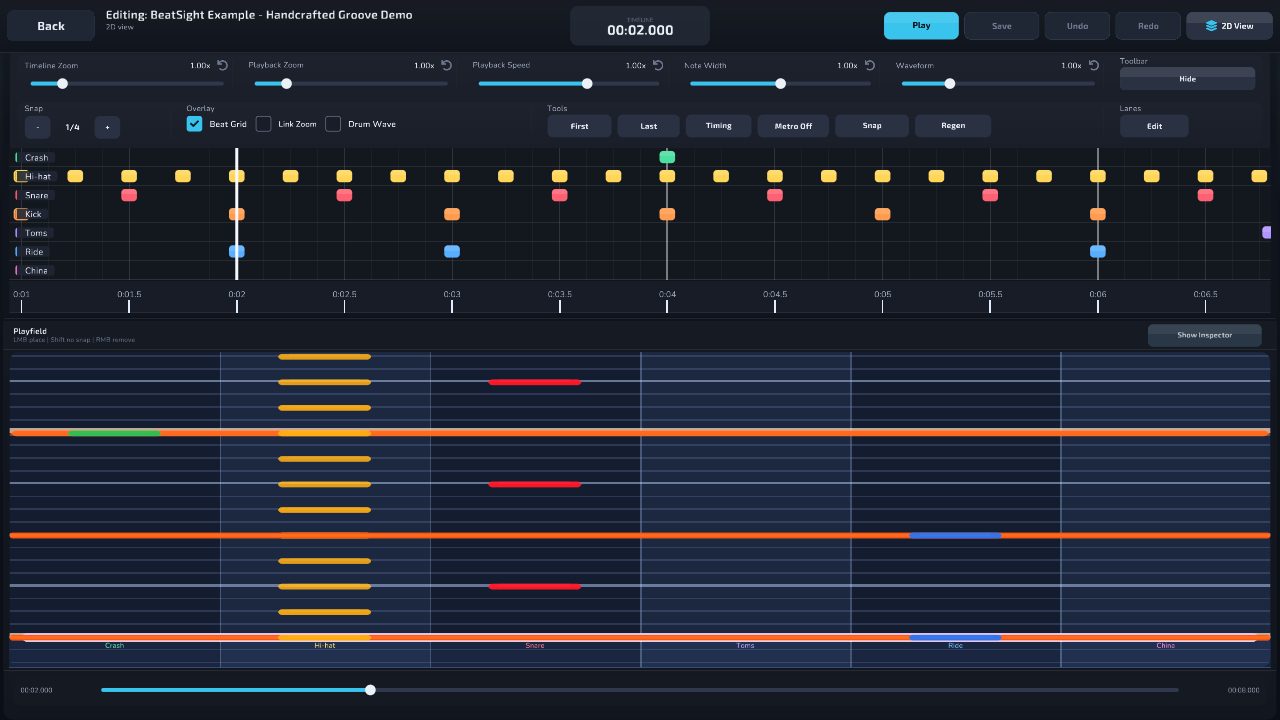 Back
Editing: BeatSight Example - Handcrafted Groove Demo
2D view
TIMELINE
00:02.000
Play
Save
Undo
Redo
2D View
Timeline Zoom
1.00x
Playback Zoom
1.00x
Playback Speed
1.00x
Note Width
1.00x
Waveform
1.00x
Toolbar
Hide
Snap
-
1/4
+
Overlay
Beat Grid
Link Zoom
Drum Wave
Tools
First
Last
Timing
Metro Off
Snap
Regen
Lanes
Edit
Crash
Hi-hat
Snare
Kick
Toms
Ride
China
0:01
0:01.5
0:02
0:02.5
0:03
0:03.5
0:04
0:04.5
0:05
0:05.5
0:06
0:06.5
Playfield
LMB place | Shift no snap | RMB remove
Show Inspector
Crash
Hi-hat
Snare
Toms
Ride
China
00:02.000
00:08.000